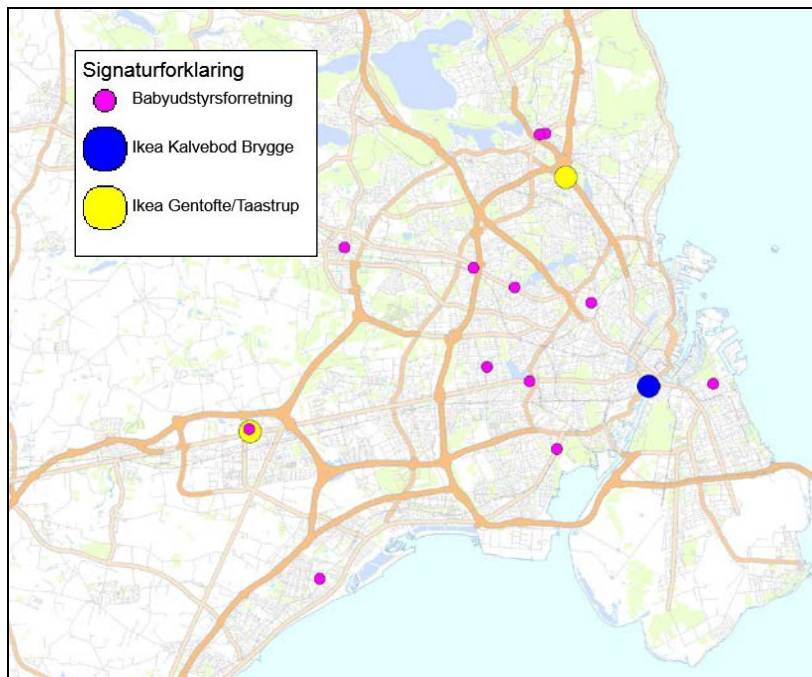 Signaturforklaring
Babyudstyrsforretning
Ikea Kalvebod Brygge
Ikea Gentofte/Taastrup